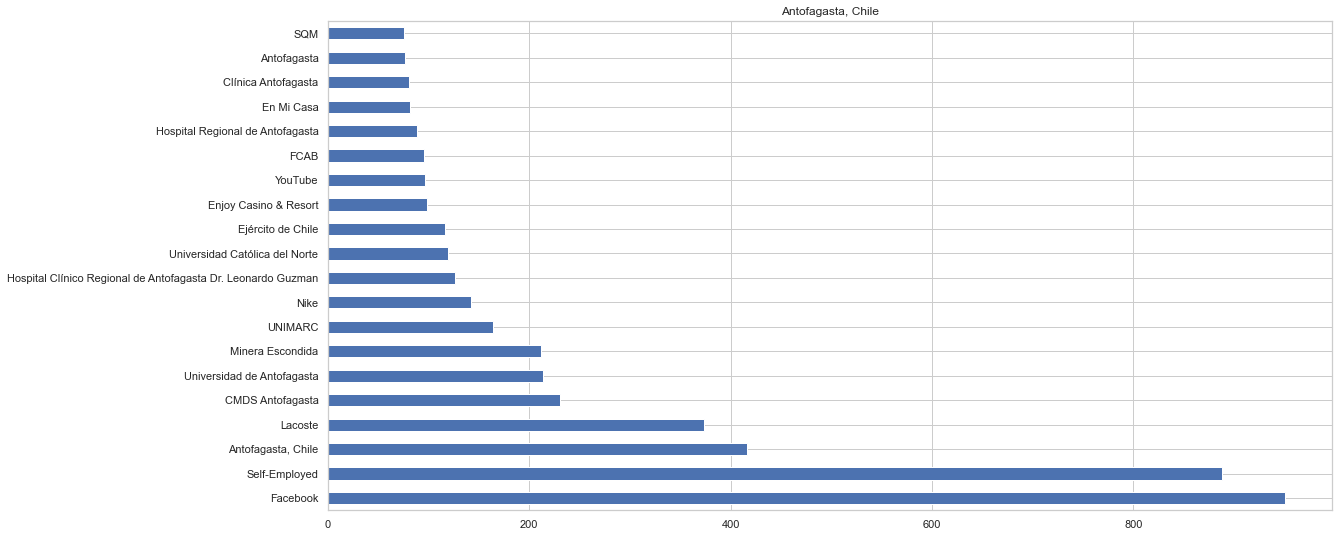 Antofagasta, Chile
SQM
Antofagasta
Clínica Antofagasta
En Mi Casa
Hospital Regional de Antofagasta
FCAB
YouTube
Enjoy Casino & Resort
Ejército de Chile
Universidad Católica del Norte
Hospital Clínico Regional de Antofagasta Dr. Leonardo Guzman
Nike
UNIMARC
Minera Escondida
Universidad de Antofagasta
CMDS Antofagasta
Lacoste
Antofagasta, Chile
Self-Employed
Facebook
0 200 400 600 800